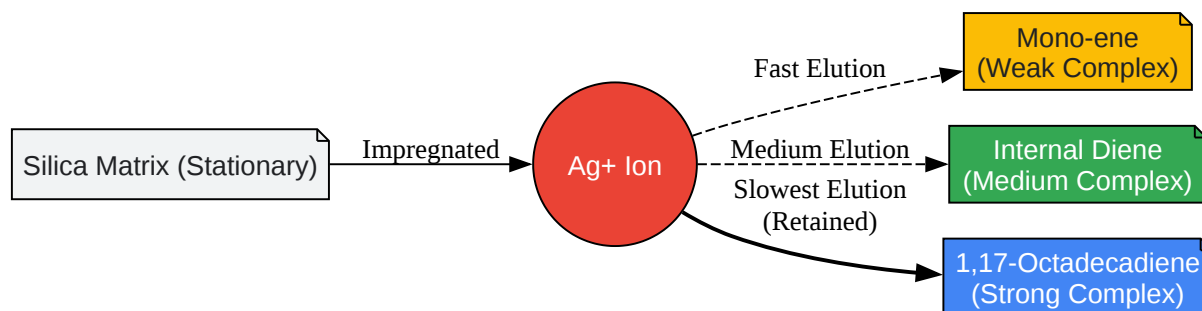 Silica Matrix (Stationary)
Impregnated
Ag+ Ion
Fast Elution
Mono-ene
(Weak Complex)
Medium Elution
Internal Diene
(Medium Complex)
Slowest Elution
(Retained)
1,17-Octadecadiene
(Strong Complex)